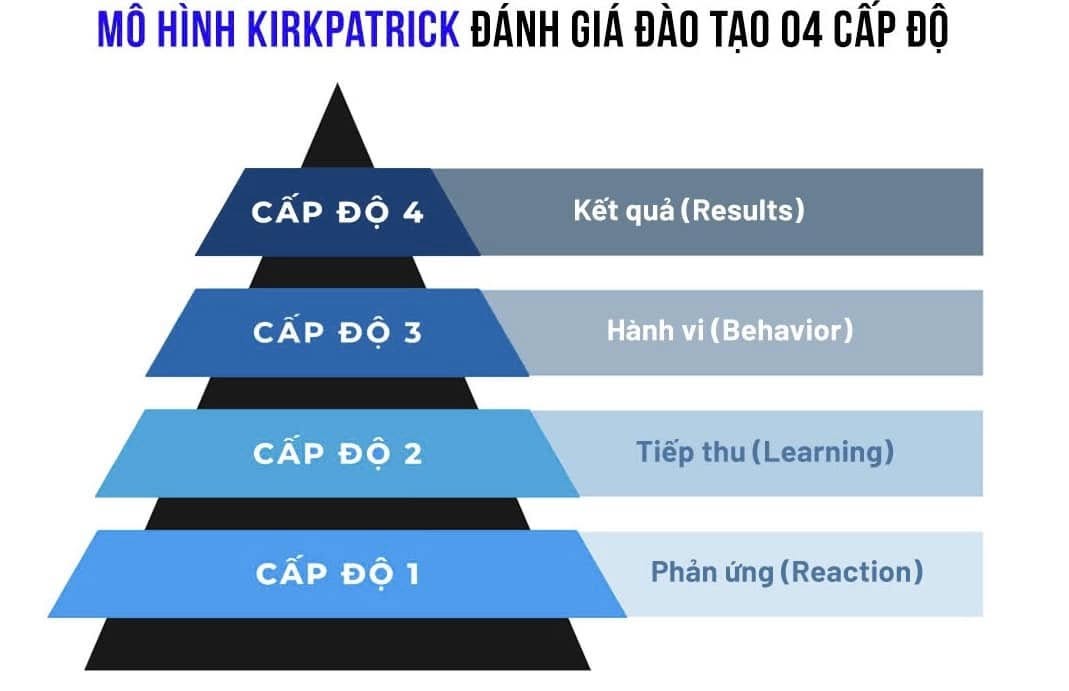 MÔ HÌNH KIRKPATRICK ĐÁNH GIÁ ĐÀO TẠO 04 CẤP ĐỘ
CẤP ĐỘ 4
Kết quả (Results)
CẤP ĐỘ 3
Hành vi (Behavior)
CẤP ĐỘ 2
Tiếp thu (Learning)
CẤP ĐỘ 1
Phản ứng (Reaction)